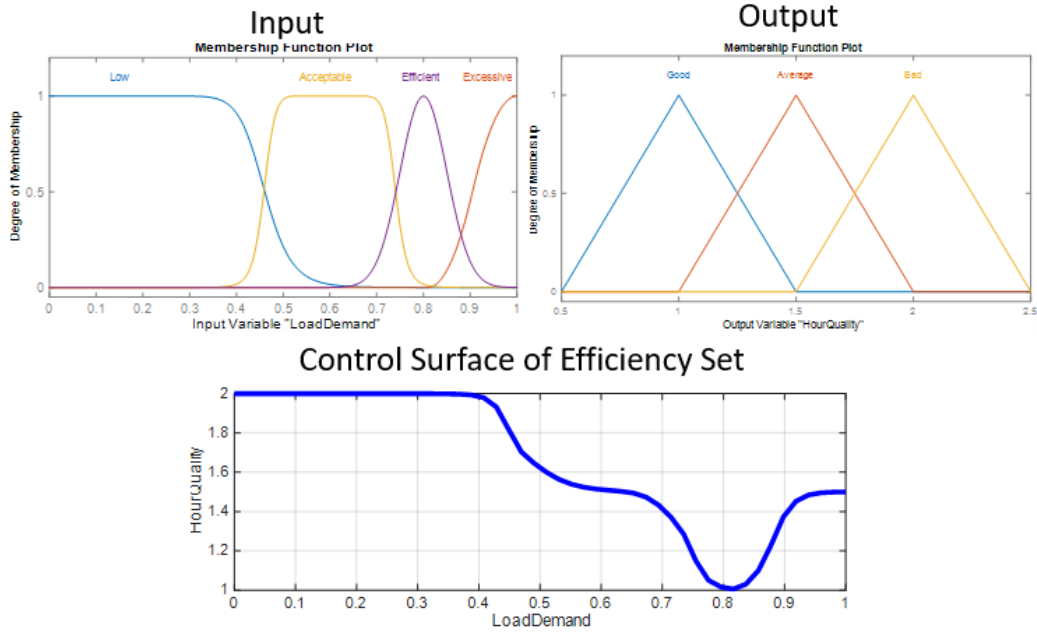 Input
Membership Function Plot
Low
Acceptable
Efficient
Excessive
1
0.5
0
Degree of Membership
0 0.1 0.2 0.3 0.4 0.5 0.6 0.7 0.8 0.9 1
Input Variable "LoadDemand"
Output
Membership Function Plot
Good
Average
Bad
1
0.5
0
Degree of Membership
0.5 1 1.5 2 2.5
Output Variable "HourQuality"
Control Surface of Efficiency Set
2
1.8
1.6
1.4
1.2
1
HourQuality
0 0.1 0.2 0.3 0.4 0.5 0.6 0.7 0.8 0.9 1
LoadDemand